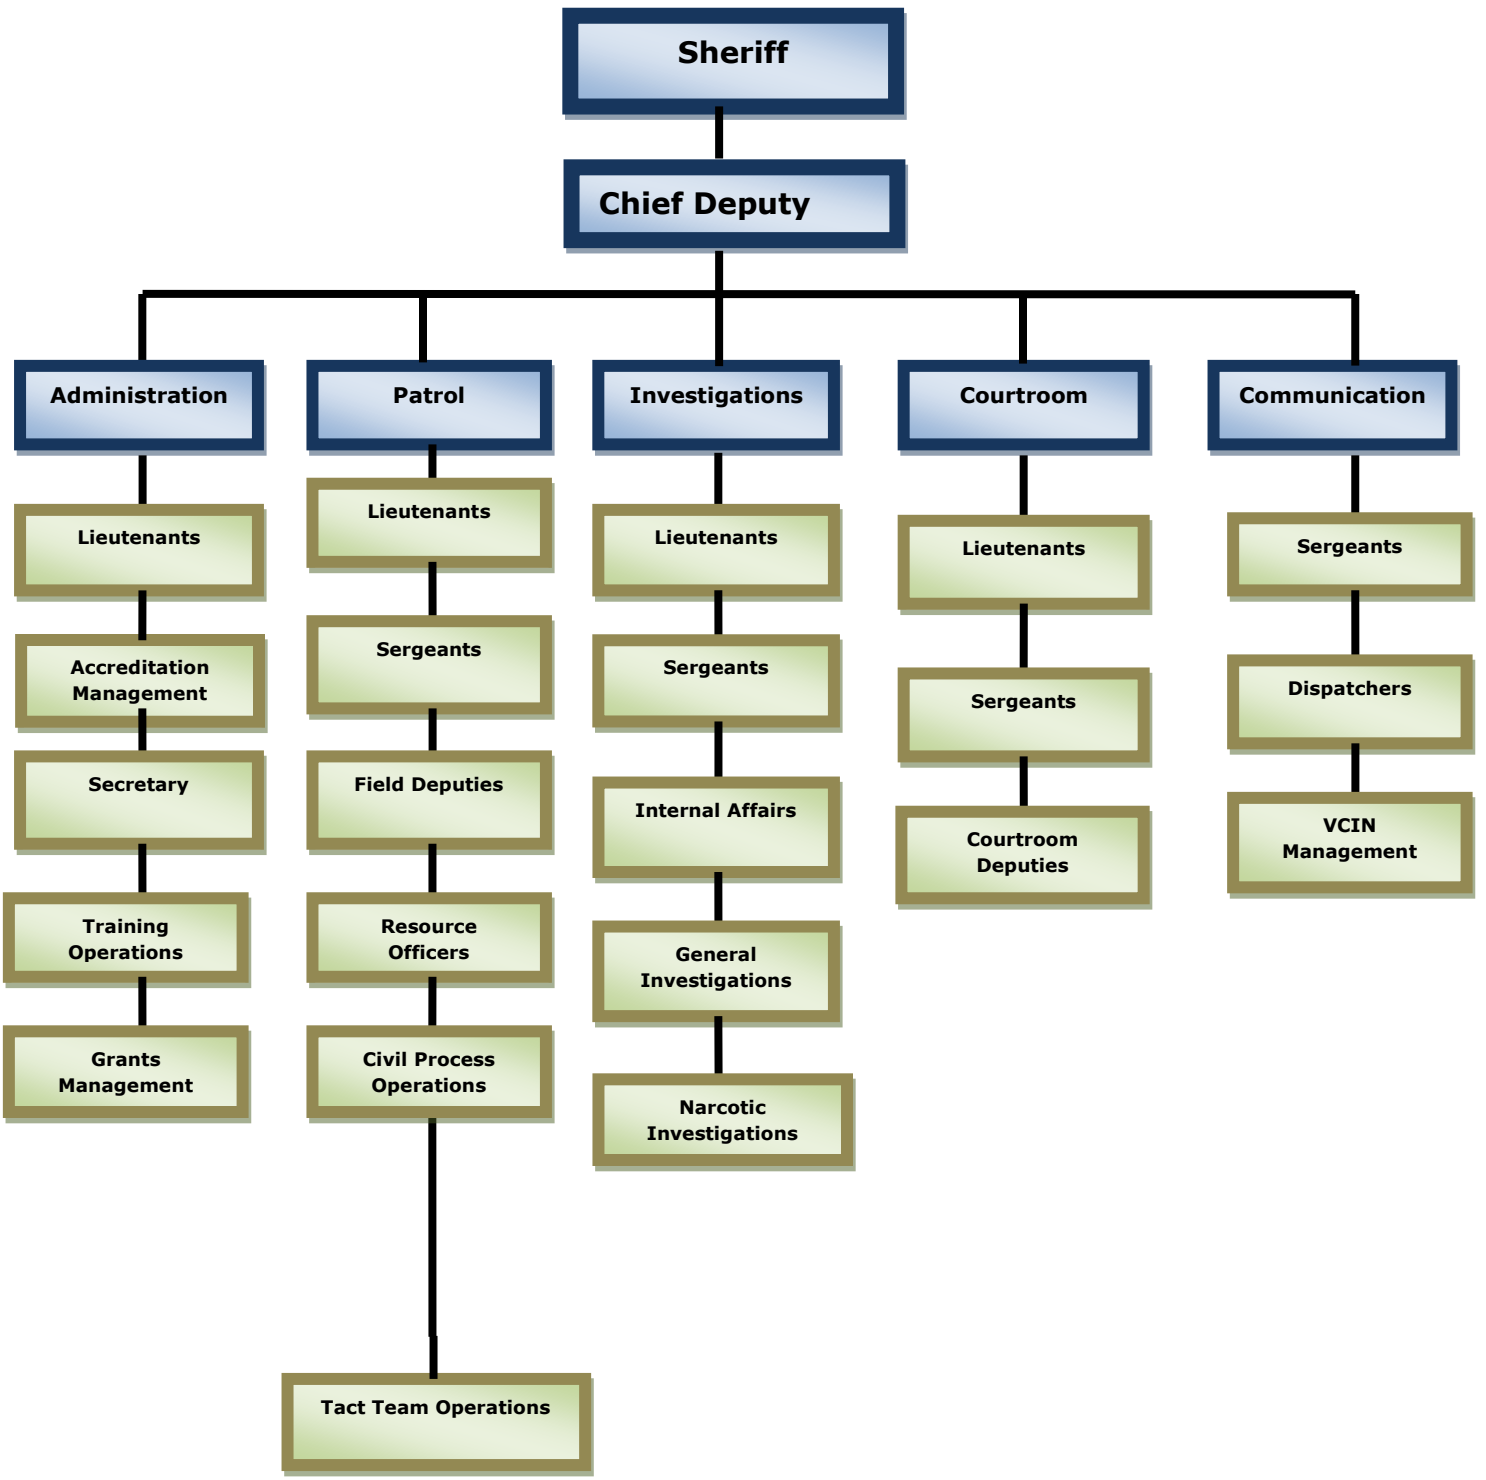 Sheriff
Chief Deputy
Administration
Patrol
Investigations
Courtroom
Communication
Lieutenants
Accreditation
Management
Secretary
Training
Operations
Grants
Management
Lieutenants
Sergeants
Field Deputies
Resource
Officers
Civil Process
Operations
Tact Team Operations
Lieutenants
Sergeants
Internal Affairs
General
Investigations
Narcotic
Investigations
Lieutenants
Sergeants
Courtroom
Deputies
Sergeants
Dispatchers
VCIN
Management